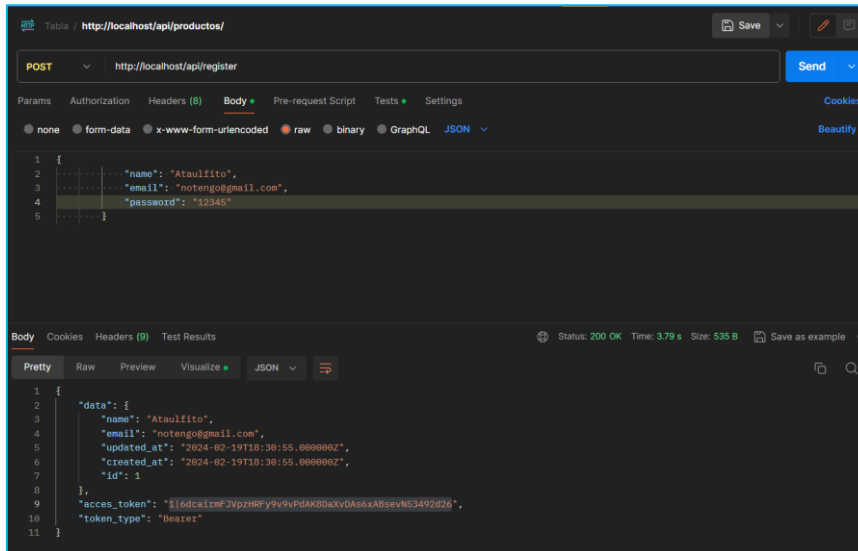 Tabla / http://localhost/api/productos/ Save
POST http://localhost/api/register Send
Params Authorization Headers (8) Body Pre-request Script Tests Settings Cookies
none form-data x-www-form-urlencoded raw binary GraphQL JSON Beautify
1 {
2 "name": "Ataulfito",
3 "email": "notengo@gmail.com",
4 "password": "12345"
5 }
Body Cookies Headers (9) Test Results Status: 200 OK Time: 3.79 s Size: 535 B Save as example
Pretty Raw Preview Visualize JSON
1 {
2 "data": {
3 "name": "Ataulfito",
4 "email": "notengo@gmail.com",
5 "updated_at": "2024-02-19T18:30:55.000000Z",
6 "created_at": "2024-02-19T18:30:55.000000Z",
7 "id": 1
8 },
9 "acces_token": "1|6dcairmFJVpzHRFy9v9vPdAK8DaXvDAs6xABsevN53492d26",
10 "token_type": "Bearer"
11 }